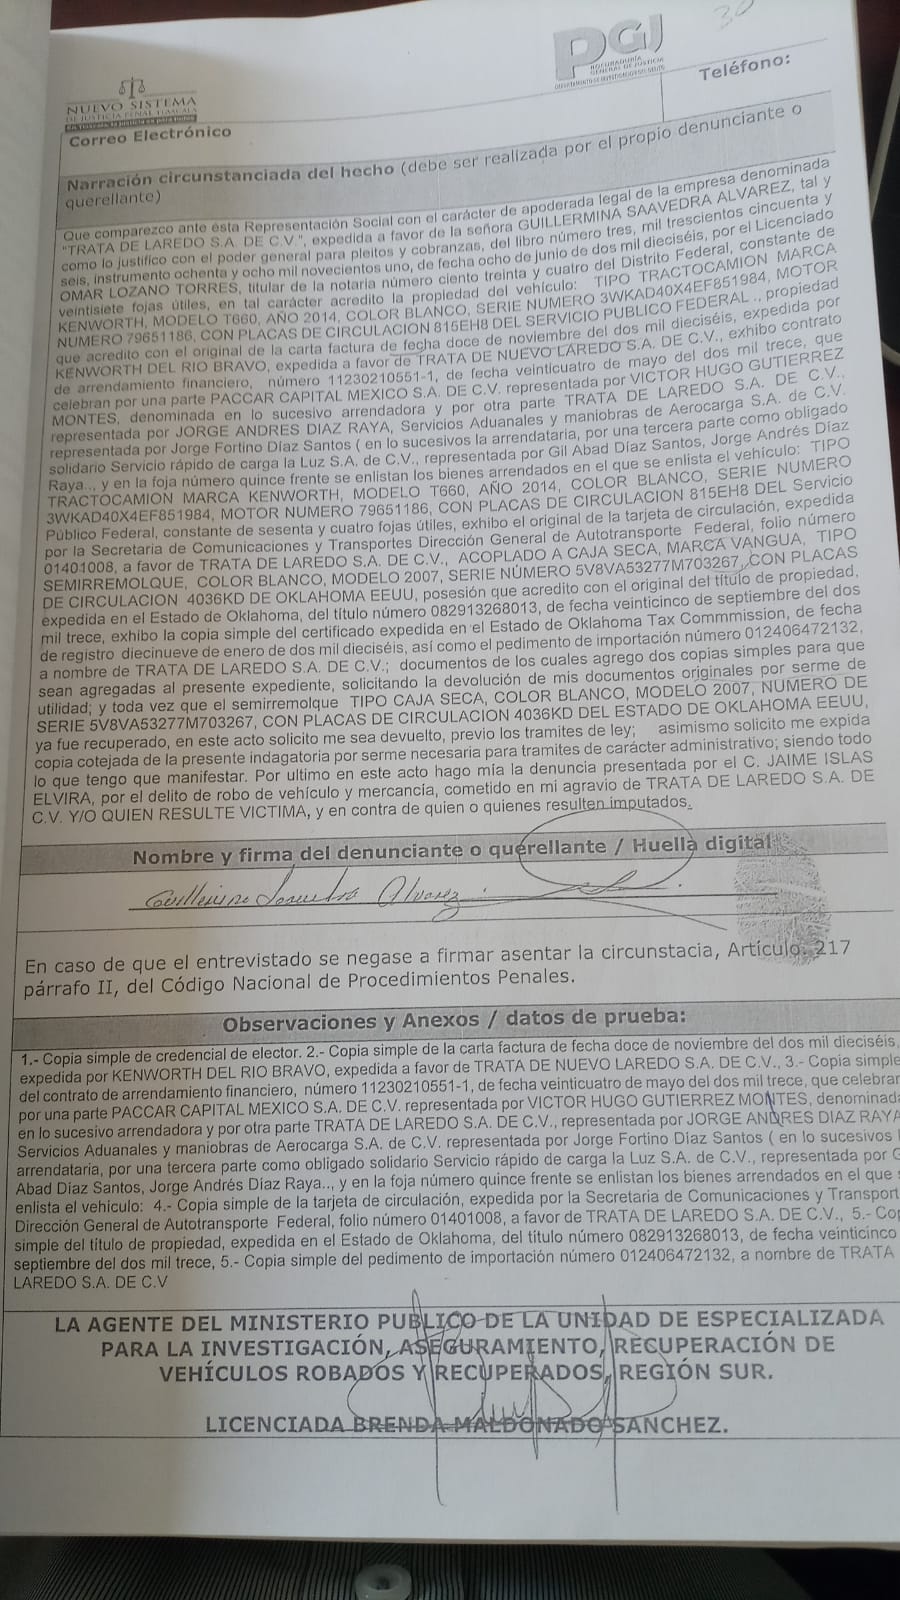 30
PGJ
PROCURADURÍA
GENERAL DE JUSTICIA
NUEVO SISTEMA
DE JUSTICIA PENAL TLAXCALA
Teléfono:
Correo Electrónico
Narración circunstanciada del hecho (debe ser realizada por el propio denunciante o
querellante)
Que comparezco ante esta Representación Social con el carácter de apoderada legal de la empresa denominada
"TRATA DE LAREDO S.A. DE C.V.", expedida a favor de la señora GUILLERMINA SAAVEDRA ALVAREZ, tal y
como lo justifico con el poder general para pleitos y cobranzas, del libro número tres, mil trescientos cincuenta y
seis, instrumento ochenta y ocho mil novecientos uno, de fecha ocho de junio de dos mil dieciséis, por el Licenciado
OMAR LOZANO TORRES, titular de la notaria número ciento treinta y cuatro del Distrito Federal, constante de
veintisiete fojas útiles, en tal carácter acredito la propiedad del vehículo: TIPO TRACTOCAMION MARCA
KENWORTH, MODELO T660, AÑO 2014, COLOR BLANCO, SERIE NUMERO 3WKAD40X4EF851984, MOTOR
NUMERO 79651186, CON PLACAS DE CIRCULACION 815EH8 DEL SERVICIO PUBLICO FEDERAL ., propiedad
que acredito con el original de la carta factura de fecha doce de noviembre del dos mil dieciséis, expedida por
KENWORTH DEL RIO BRAVO, expedida a favor de TRATA DE NUEVO LAREDO S.A. DE C.V., exhibo contrato
de arrendamiento financiero, número 11230210551-1, de fecha veinticuatro de mayo del dos mil trece, que
celebran por una parte PACCAR CAPITAL MEXICO S.A. DE C.V. representada por VICTOR HUGO GUTIERREZ
MONTES, denominada en lo sucesivo arrendadora y por otra parte TRATA DE LAREDO S.A. DE C.V.,
representada por JORGE ANDRES DIAZ RAYA, Servicios Aduanales y maniobras de Aerocarga S.A. de C.V.
representada por Jorge Fortino Díaz Santos ( en lo sucesivos la arrendataria, por una tercera parte como obligado
solidario Servicio rápido de carga la Luz S.A. de C.V., representada por Gil Abad Díaz Santos, Jorge Andrés Díaz
Raya.., y en la foja número quince frente se enlistan los bienes arrendados en el que se enlista el vehículo: TIPO
TRACTOCAMION MARCA KENWORTH, MODELO T660, AÑO 2014, COLOR BLANCO, SERIE NUMERO
3WKAD40X4EF851984, MOTOR NUMERO 79651186, CON PLACAS DE CIRCULACION 815EH8 DEL Servicio
Público Federal, constante de sesenta y cuatro fojas útiles, exhibo el original de la tarjeta de circulación, expedida
por la Secretaria de Comunicaciones y Transportes Dirección General de Autotransporte Federal, folio número
01401008, a favor de TRATA DE LAREDO S.A. DE C.V., ACOPLADO A CAJA SECA, MARCA VANGUA, TIPO
SEMIRREMOLQUE, COLOR BLANCO, MODELO 2007, SERIE NÚMERO 5V8VA53277M703267, CON PLACAS
DE CIRCULACION 4036KD DE OKLAHOMA EEUU, posesión que acredito con el original del título de propiedad,
expedida en el Estado de Oklahoma, del título número 082913268013, de fecha veinticinco de septiembre del dos
mil trece, exhibo la copia simple del certificado expedida en el Estado de Oklahoma Tax Commmission, de fecha
de registro diecinueve de enero de dos mil dieciséis, así como el pedimento de importación número 012406472132,
a nombre de TRATA DE LAREDO S.A. DE C.V.; documentos de los cuales agrego dos copias simples para que
sean agregadas al presente expediente, solicitando la devolución de mis documentos originales por serme de
utilidad; y toda vez que el semirremolque TIPO CAJA SECA, COLOR BLANCO, MODELO 2007, NUMERO DE
SERIE 5V8VA53277M703267, CON PLACAS DE CIRCULACION 4036KD DEL ESTADO DE OKLAHOMA EEUU,
ya fue recuperado, en este acto solicito me sea devuelto, previo los tramites de ley; asimismo solicito me expida
copia cotejada de la presente indagatoria por serme necesaria para tramites de carácter administrativo; siendo todo
lo que tengo que manifestar. Por ultimo en este acto hago mía la denuncia presentada por el C. JAIME ISLAS
ELVIRA, por el delito de robo de vehículo y mercancía, cometido en mi agravio de TRATA DE LAREDO S.A. DE
C.V. Y/O QUIEN RESULTE VICTIMA, y en contra de quien o quienes resulten imputados.
Nombre y firma del denunciante o querellante / Huella digital
Guillermina Saavedra Alvarez
En caso de que el entrevistado se negase a firmar asentar la circunstacia, Artículo 217
párrafo II, del Código Nacional de Procedimientos Penales.
Observaciones y Anexos / datos de prueba:
1.- Copia simple de credencial de elector. 2.- Copia simple de la carta factura de fecha doce de noviembre del dos mil dieciséis,
expedida por KENWORTH DEL RIO BRAVO, expedida a favor de TRATA DE NUEVO LAREDO S.A. DE C.V., 3.- Copia simple
del contrato de arrendamiento financiero, número 11230210551-1, de fecha veinticuatro de mayo del dos mil trece, que celebran
por una parte PACCAR CAPITAL MEXICO S.A. DE C.V. representada por VICTOR HUGO GUTIERREZ MONTES, denominada
en lo sucesivo arrendadora y por otra parte TRATA DE LAREDO S.A. DE C.V., representada por JORGE ANDRES DIAZ RAYA
Servicios Aduanales y maniobras de Aerocarga S.A. de C.V. representada por Jorge Fortino Díaz Santos ( en lo sucesivos
arrendataria, por una tercera parte como obligado solidario Servicio rápido de carga la Luz S.A. de C.V., representada por G
Abad Díaz Santos, Jorge Andrés Díaz Raya.., y en la foja número quince frente se enlistan los bienes arrendados en el que
enlista el vehículo: 4.- Copia simple de la tarjeta de circulación, expedida por la Secretaria de Comunicaciones y Transport
Dirección General de Autotransporte Federal, folio número 01401008, a favor de TRATA DE LAREDO S.A. DE C.V., 5.- Cop
simple del título de propiedad, expedida en el Estado de Oklahoma, del título número 082913268013, de fecha veinticinco
septiembre del dos mil trece, 5.- Copia simple del pedimento de importación número 012406472132, a nombre de TRATA
LAREDO S.A. DE C.V
LA AGENTE DEL MINISTERIO PUBLICO DE LA UNIDAD DE ESPECIALIZADA
PARA LA INVESTIGACIÓN, ASEGURAMIENTO, RECUPERACIÓN DE
VEHÍCULOS ROBADOS Y RECUPERADOS, REGIÓN SUR.
LICENCIADA BRENDA MALDONADO SANCHEZ.